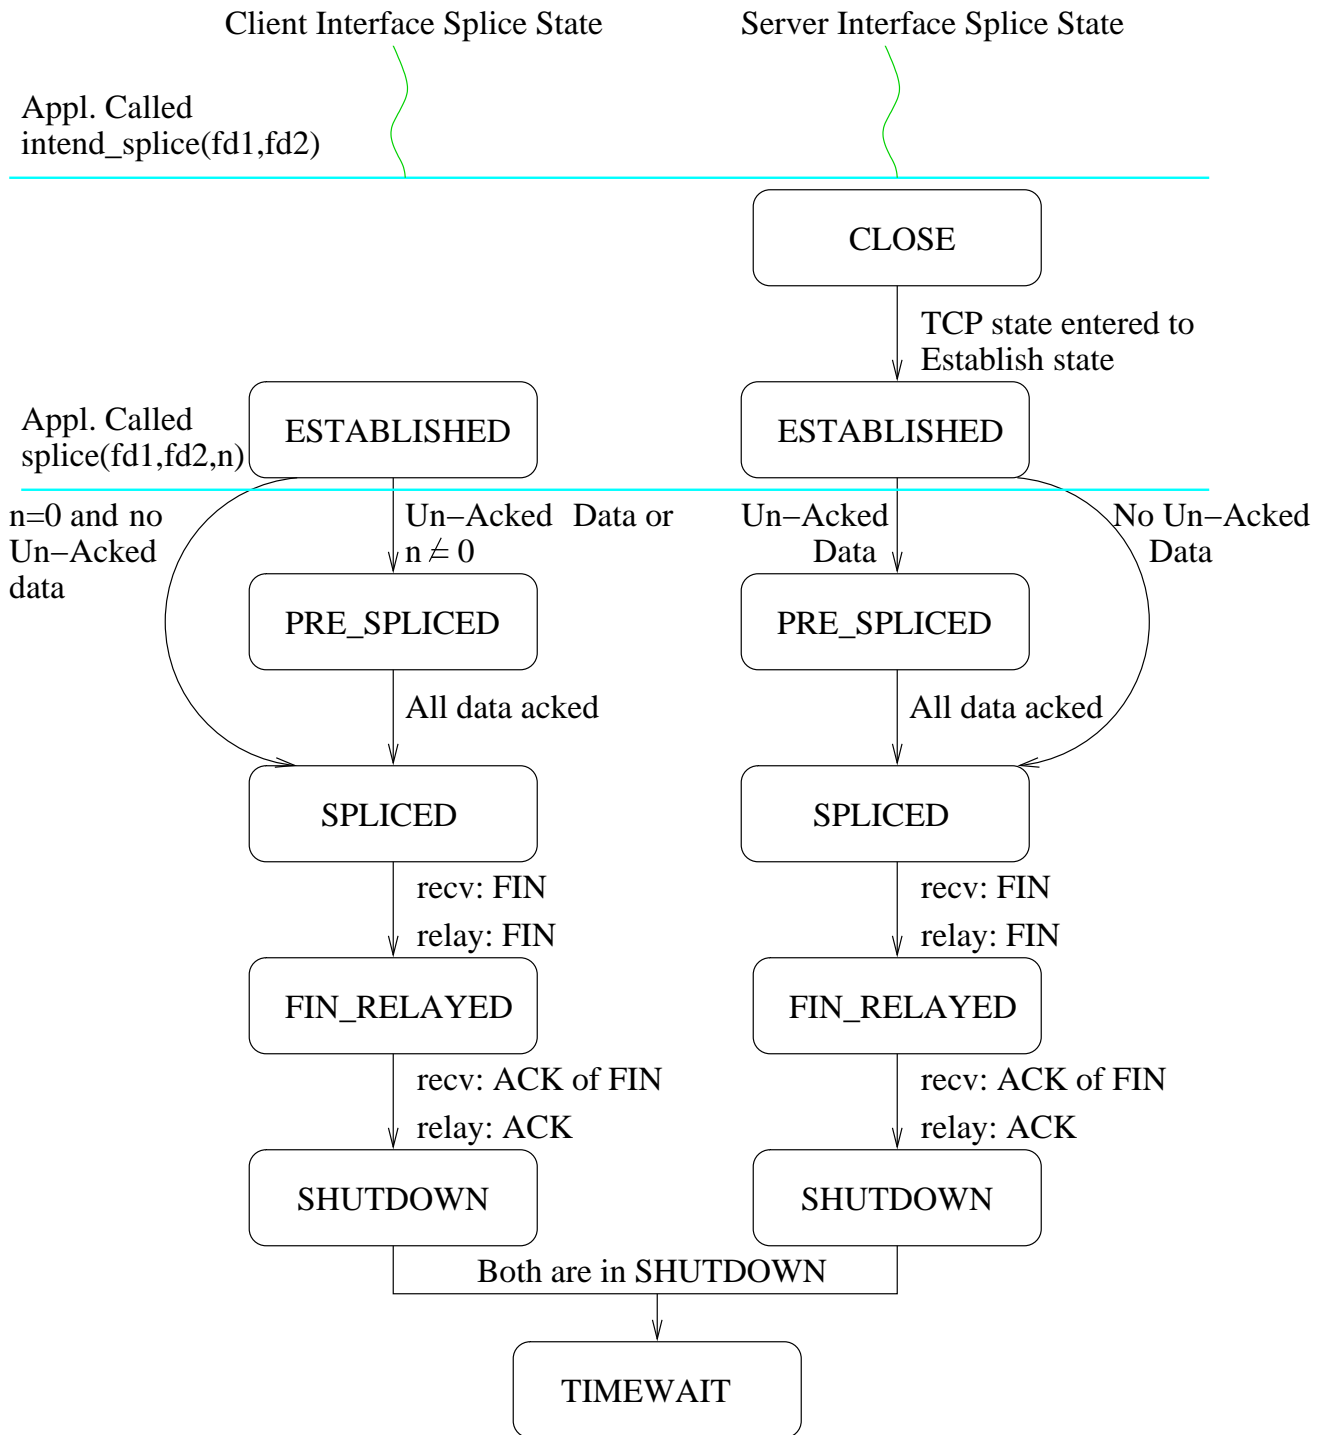 Client Interface Splice State
Server Interface Splice State
Appl. Called
intend_splice(fd1,fd2)
CLOSE
TCP state entered to
Establish state
Appl. Called
splice(fd1,fd2,n)
ESTABLISHED
ESTABLISHED
n=0 and no
Un−Acked
data
Un−Acked Data or
n ≠ 0
Un−Acked
Data
No Un−Acked
Data
PRE_SPLICED
PRE_SPLICED
All data acked
All data acked
SPLICED
SPLICED
recv: FIN
relay: FIN
recv: FIN
relay: FIN
FIN_RELAYED
FIN_RELAYED
recv: ACK of FIN
relay: ACK
recv: ACK of FIN
relay: ACK
SHUTDOWN
SHUTDOWN
Both are in SHUTDOWN
TIMEWAIT